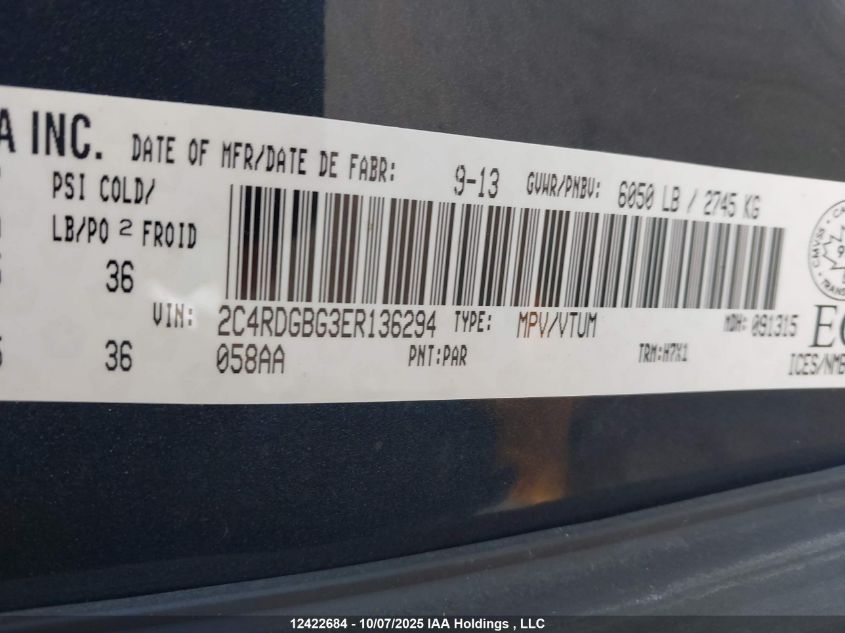 A INC. DATE OF MFR/DATE DE FABR: 9-13 GVWR/PNBV: 6050 LB / 2745 KG
PSI COLD/
LB/PO 2 FROID
36
VIN: 2C4RDGBG3ER136294 TYPE: MPV/VTUM MDH: 091315
36 058AA PNT:PAR TRM:H7X1
CMVSS
ICES/NMB
12422684 - 10/07/2025 IAA Holdings , LLC